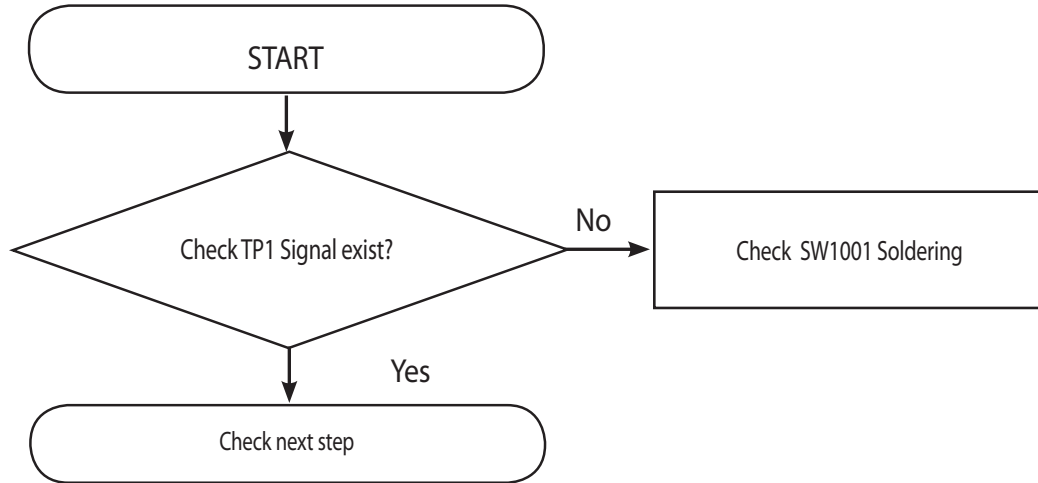 START
Check TP1 Signal exist?
No
Check SW1001 Soldering
Yes
Check next step